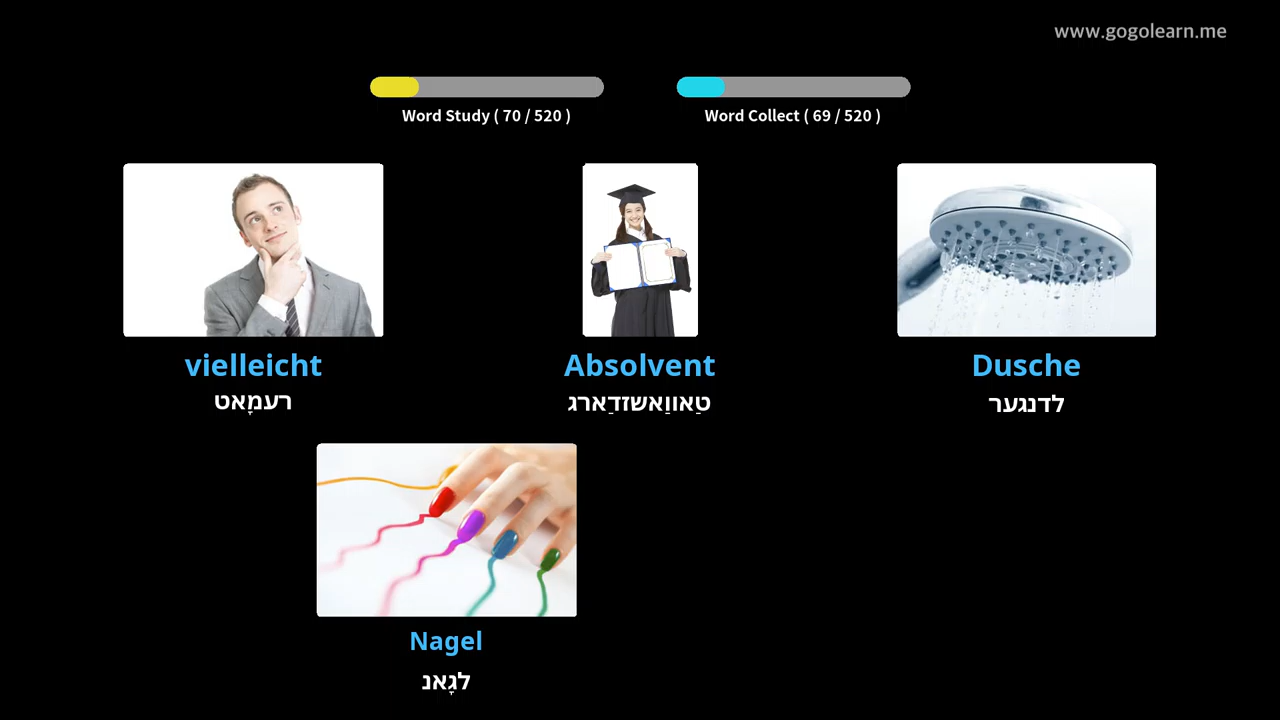 www.gogolearn.me
Word Study ( 70 / 520 )
Word Collect ( 69 / 520 )
vielleicht
רעמָאט
Absolvent
טַאווַאשזדַארג
Dusche
לדנגער
Nagel
לגָאנ